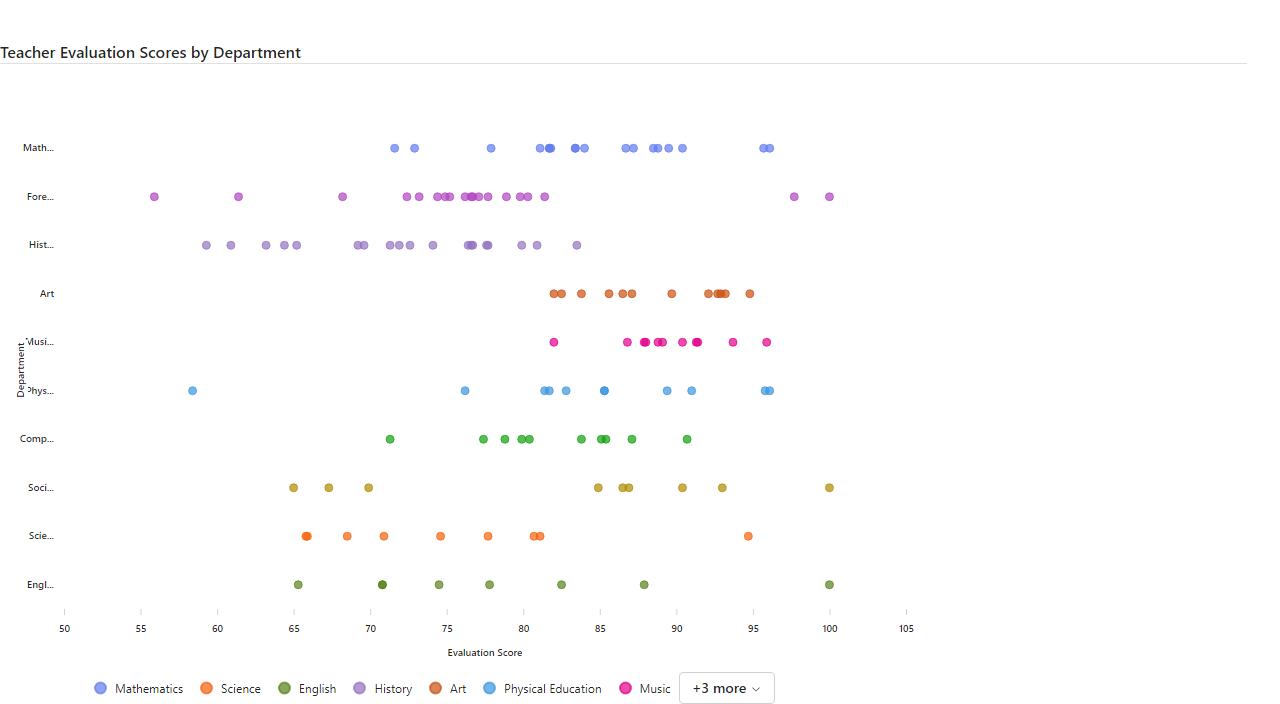 Teacher Evaluation Scores by Department
Math...
Fore...
Hist...
Art
Musi...
Department
Phys...
Comp...
Soci...
Scie...
Engl...
50 55 60 65 70 75 80 85 90 95 100 105
Evaluation Score
Mathematics Science English History Art Physical Education Music +3 more